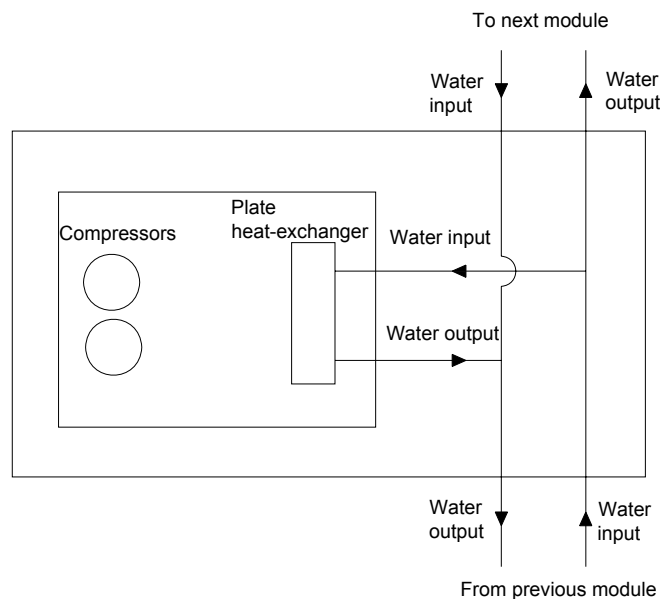 To next module
Water
input
Water
output
Plate
heat-exchanger
Compressors
Water input
Water output
Water
output
Water
input
From previous module